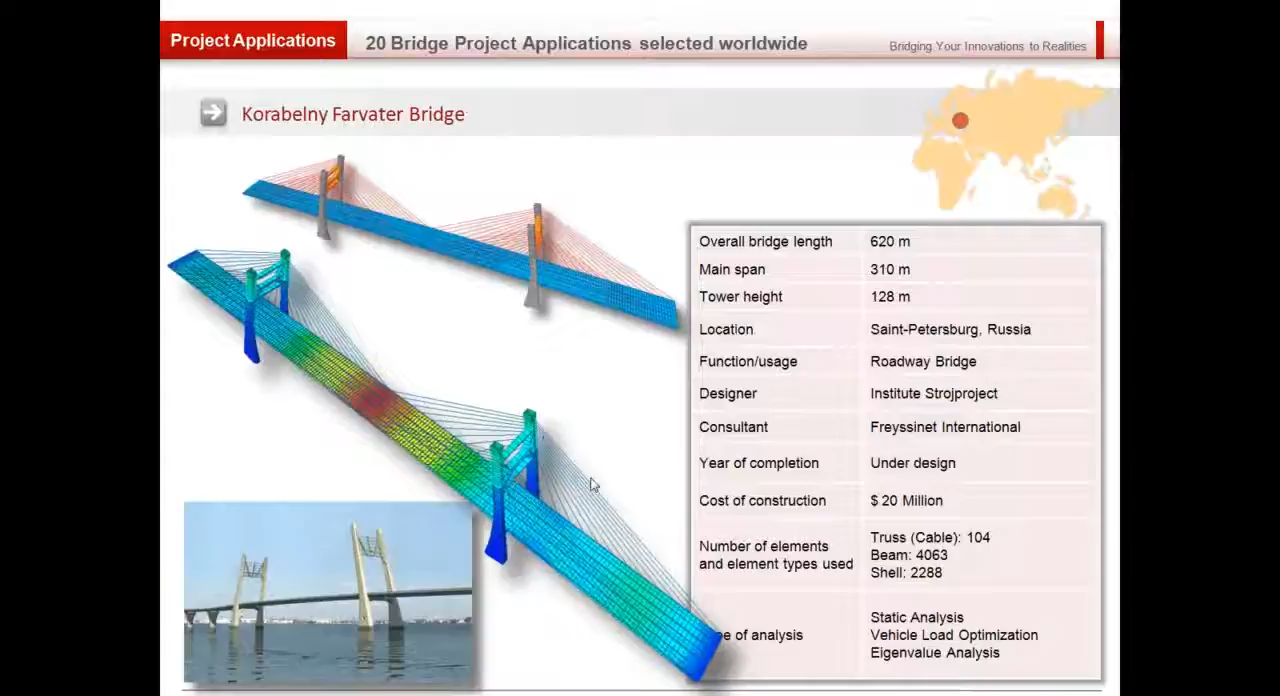 Project Applications
20 Bridge Project Applications selected worldwide
Bridging Your Innovations to Realities
Korabelny Farvater Bridge
Overall bridge length 620 m
Main span 310 m
Tower height 128 m
Location Saint-Petersburg, Russia
Function/usage Roadway Bridge
Designer Institute Strojproject
Consultant Freyssinet International
Year of completion Under design
Cost of construction $ 20 Million
Number of elements
and element types used
Truss (Cable): 104
Beam: 4063
Shell: 2288
of analysis
Static Analysis
Vehicle Load Optimization
Eigenvalue Analysis